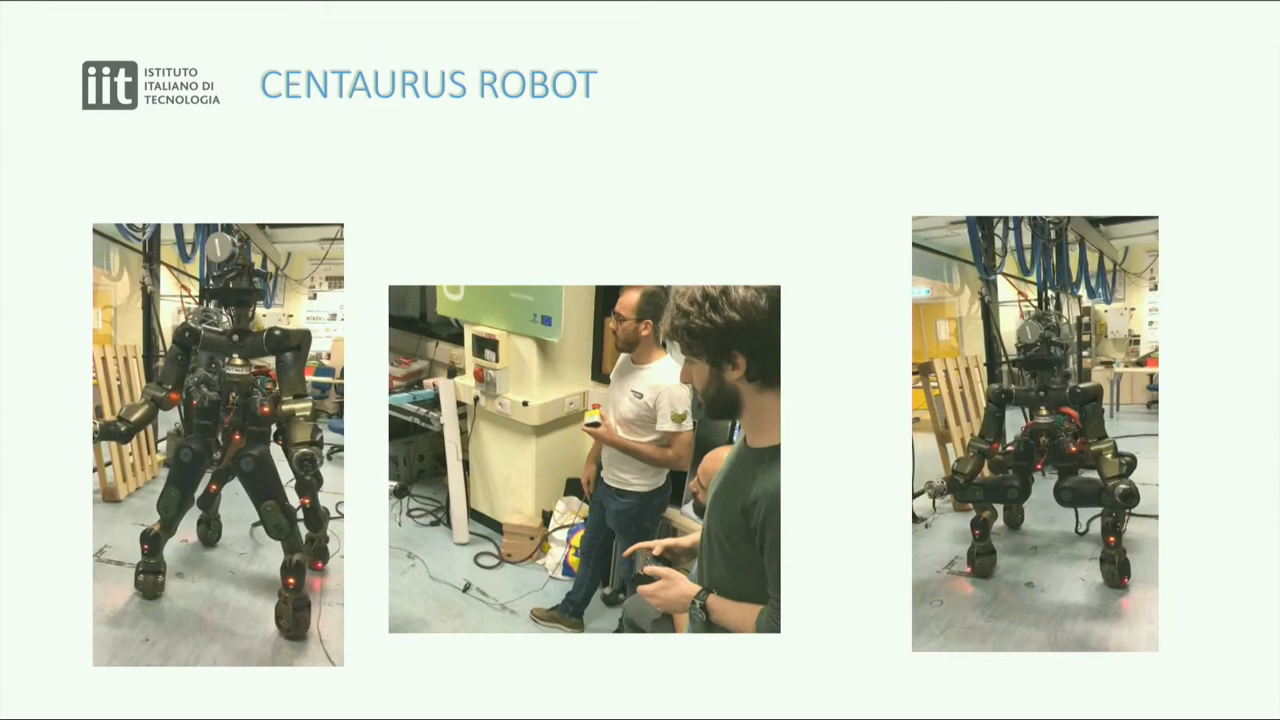 iit
ISTITUTO
ITALIANO DI
TECNOLOGIA
CENTAURUS ROBOT